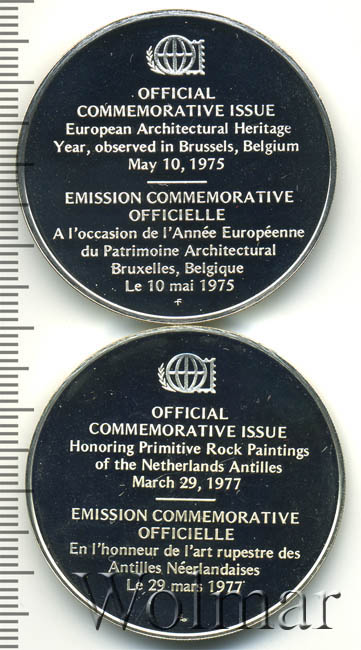 OFFICIAL
COMMEMORATIVE ISSUE
European Architectural Heritage
Year, observed in Brussels, Belgium
May 10, 1975
EMISSION COMMEMORATIVE
OFFICIELLE
A l'occasion de l'Année Européenne
du Patrimoine Architectural
Bruxelles, Belgique
Le 10 mai 1975
OFFICIAL
COMMEMORATIVE ISSUE
Honoring Primitive Rock Paintings
of the Netherlands Antilles
March 29, 1977
EMISSION COMMEMORATIVE
OFFICIELLE
En l'honneur de l'art rupestre des
Antilles Néerlandaises
Le 29 mars 1977
Wolmar